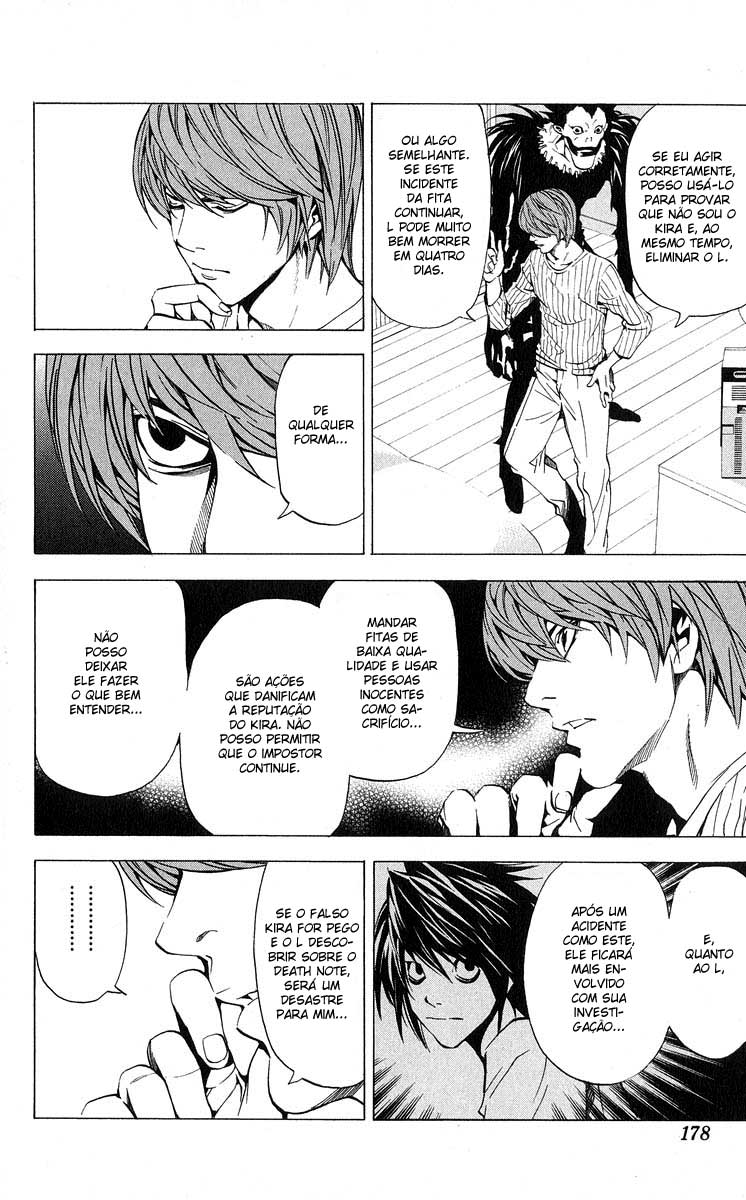 SE EU AGIR
CORRETAMENTE,
POSSO USÁ-LO
PARA PROVAR
QUE NÃO SOU O
KIRA E, AO
MESMO TEMPO,
ELIMINAR O L.
OU ALGO
SEMELHANTE.
SE ESTE
INCIDENTE
DA FITA
CONTINUAR,
L PODE MUITO
BEM MORRER
EM QUATRO
DIAS.
DE
QUALQUER
FORMA...
MANDAR
FITAS DE
BAIXA QUA-
LIDADE E USAR
PESSOAS
INOCENTES
COMO SA-
CRIFÍCIO...
SÃO AÇÕES
QUE DANIFICAM
A REPUTAÇÃO
DO KIRA. NÃO
POSSO PERMITIR
QUE O IMPOSTOR
CONTINUE.
NÃO
POSSO
DEIXAR
ELE FAZER
O QUE BEM
ENTENDER...
E,
QUANTO
AO L,
APÓS UM
ACIDENTE
COMO ESTE,
ELE FICARÁ
MAIS EN-
VOLVIDO
COM SUA
INVESTI-
GAÇÃO...
SE O FALSO
KIRA FOR PEGO
E O L DESCO-
BRIR SOBRE O
DEATH NOTE,
SERÁ UM
DESASTRE
PARA MIM...
178